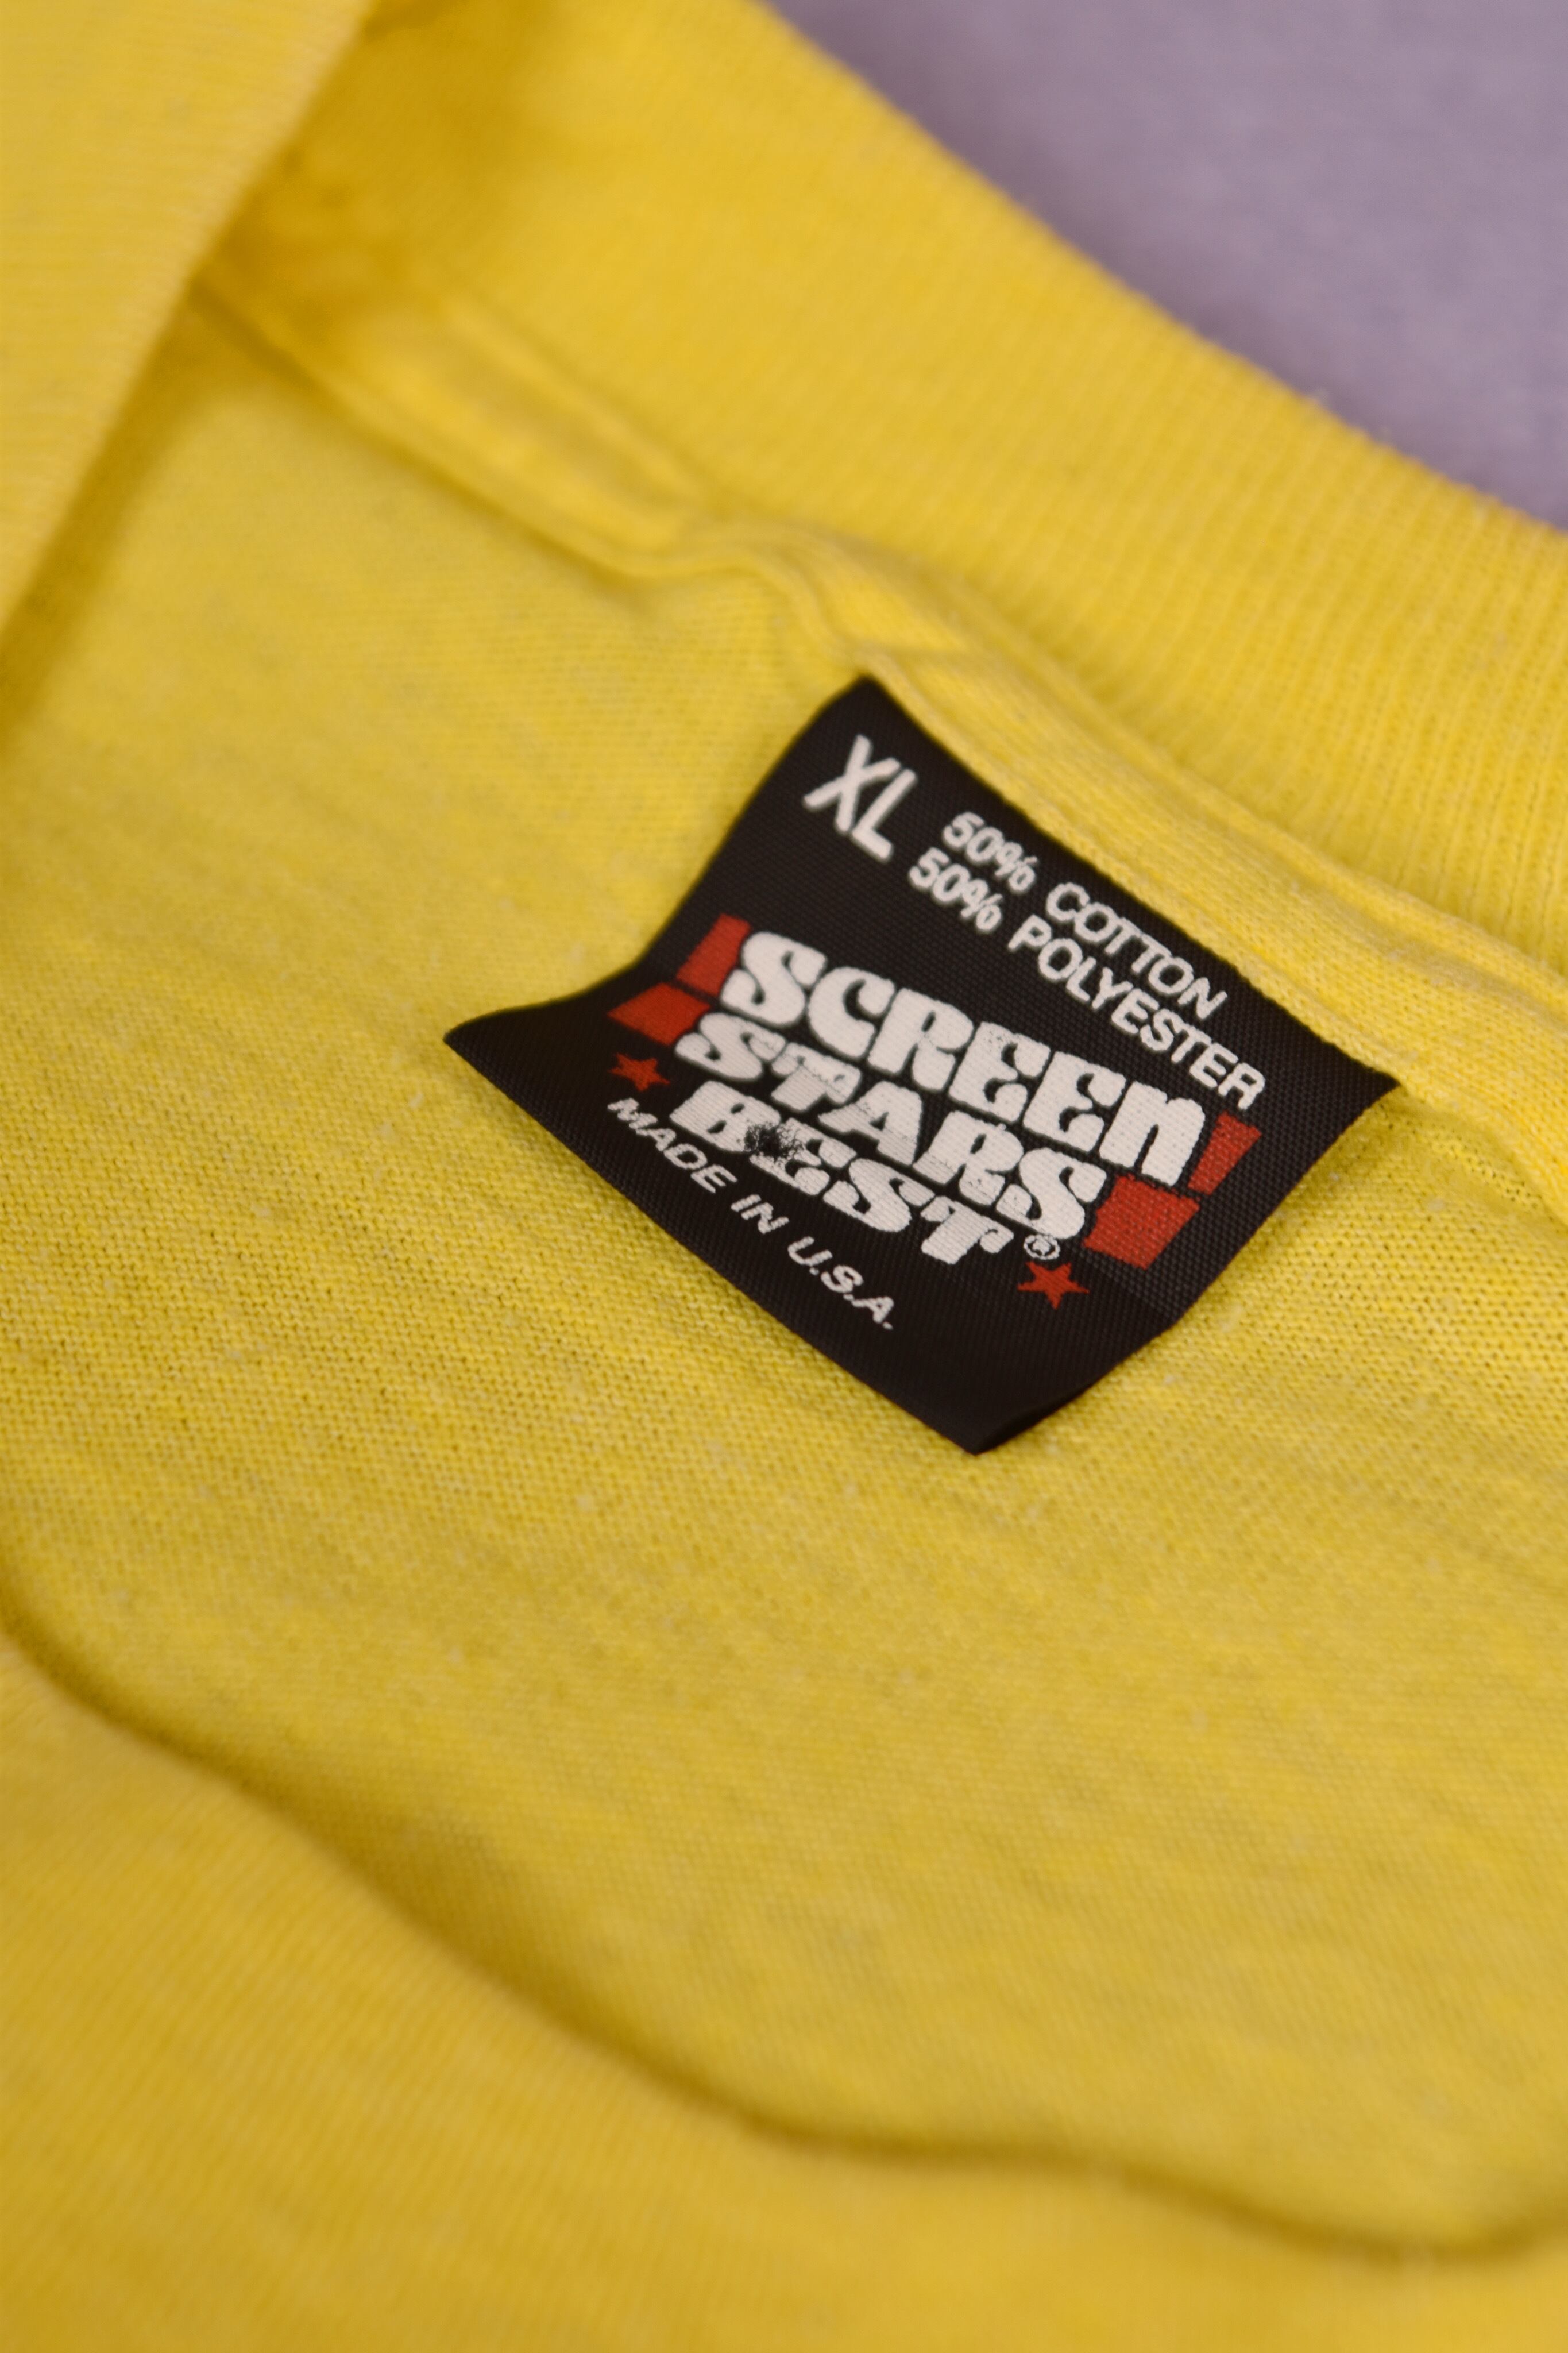 XL
50% COTTON
50% POLYESTER
SCREEN
STARS
BEST®
MADE IN U.S.A.